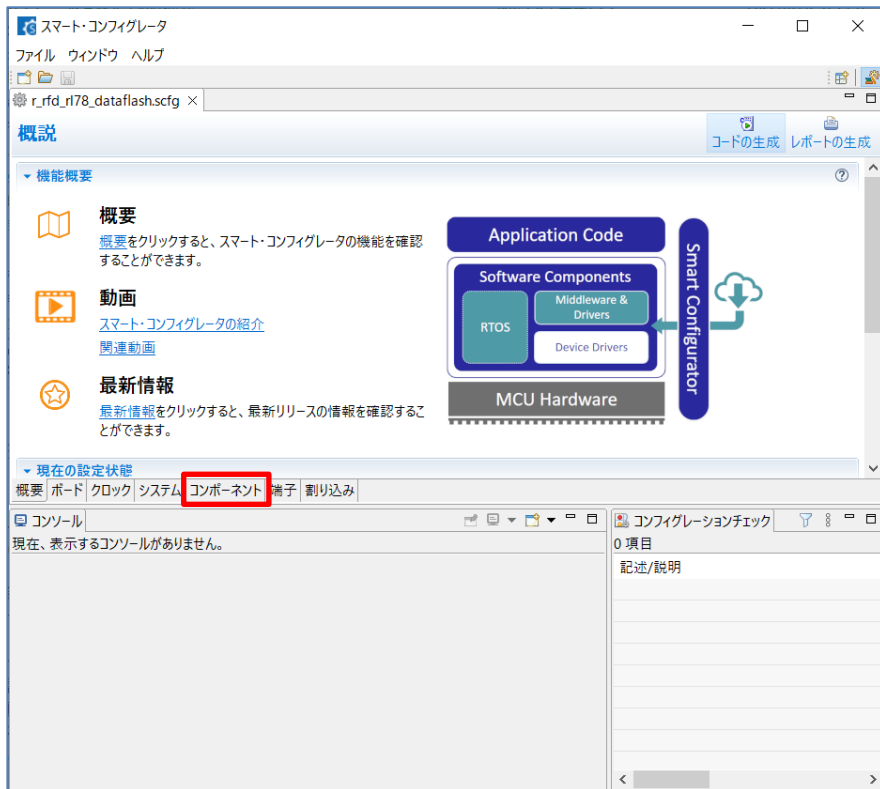 スマート・コンフィグレータ
ファイル ウィンドウ ヘルプ
r_rfd_rl78_dataflash.scfg
概説
コードの生成 レポートの生成
機能概要
概要
概要をクリックすると、スマート・コンフィグレータの機能を確認
することができます。
動画
スマート・コンフィグレータの紹介
関連動画
最新情報
最新情報をクリックすると、最新リリースの情報を確認するこ
とができます。
Application Code
Software Components
RTOS
Middleware &
Drivers
Device Drivers
MCU Hardware
Smart Configurator
現在の設定状態
概要 ボード クロック システム コンポーネント 端子 割り込み
コンソール
現在、表示するコンソールがありません。
コンフィグレーションチェック
0 項目
記述/説明